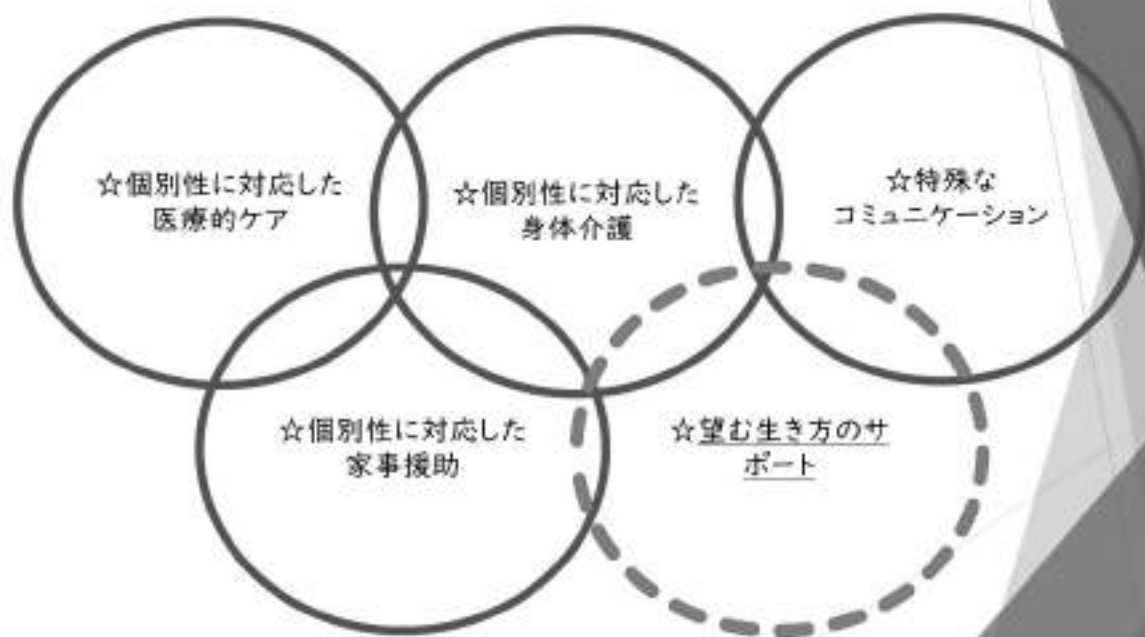 ☆個別性に対応した
医療的ケア
☆個別性に対応した
身体介護
☆特殊な
コミュニケーション
☆個別性に対応した
家事援助
☆望む生き方のサ
ポート